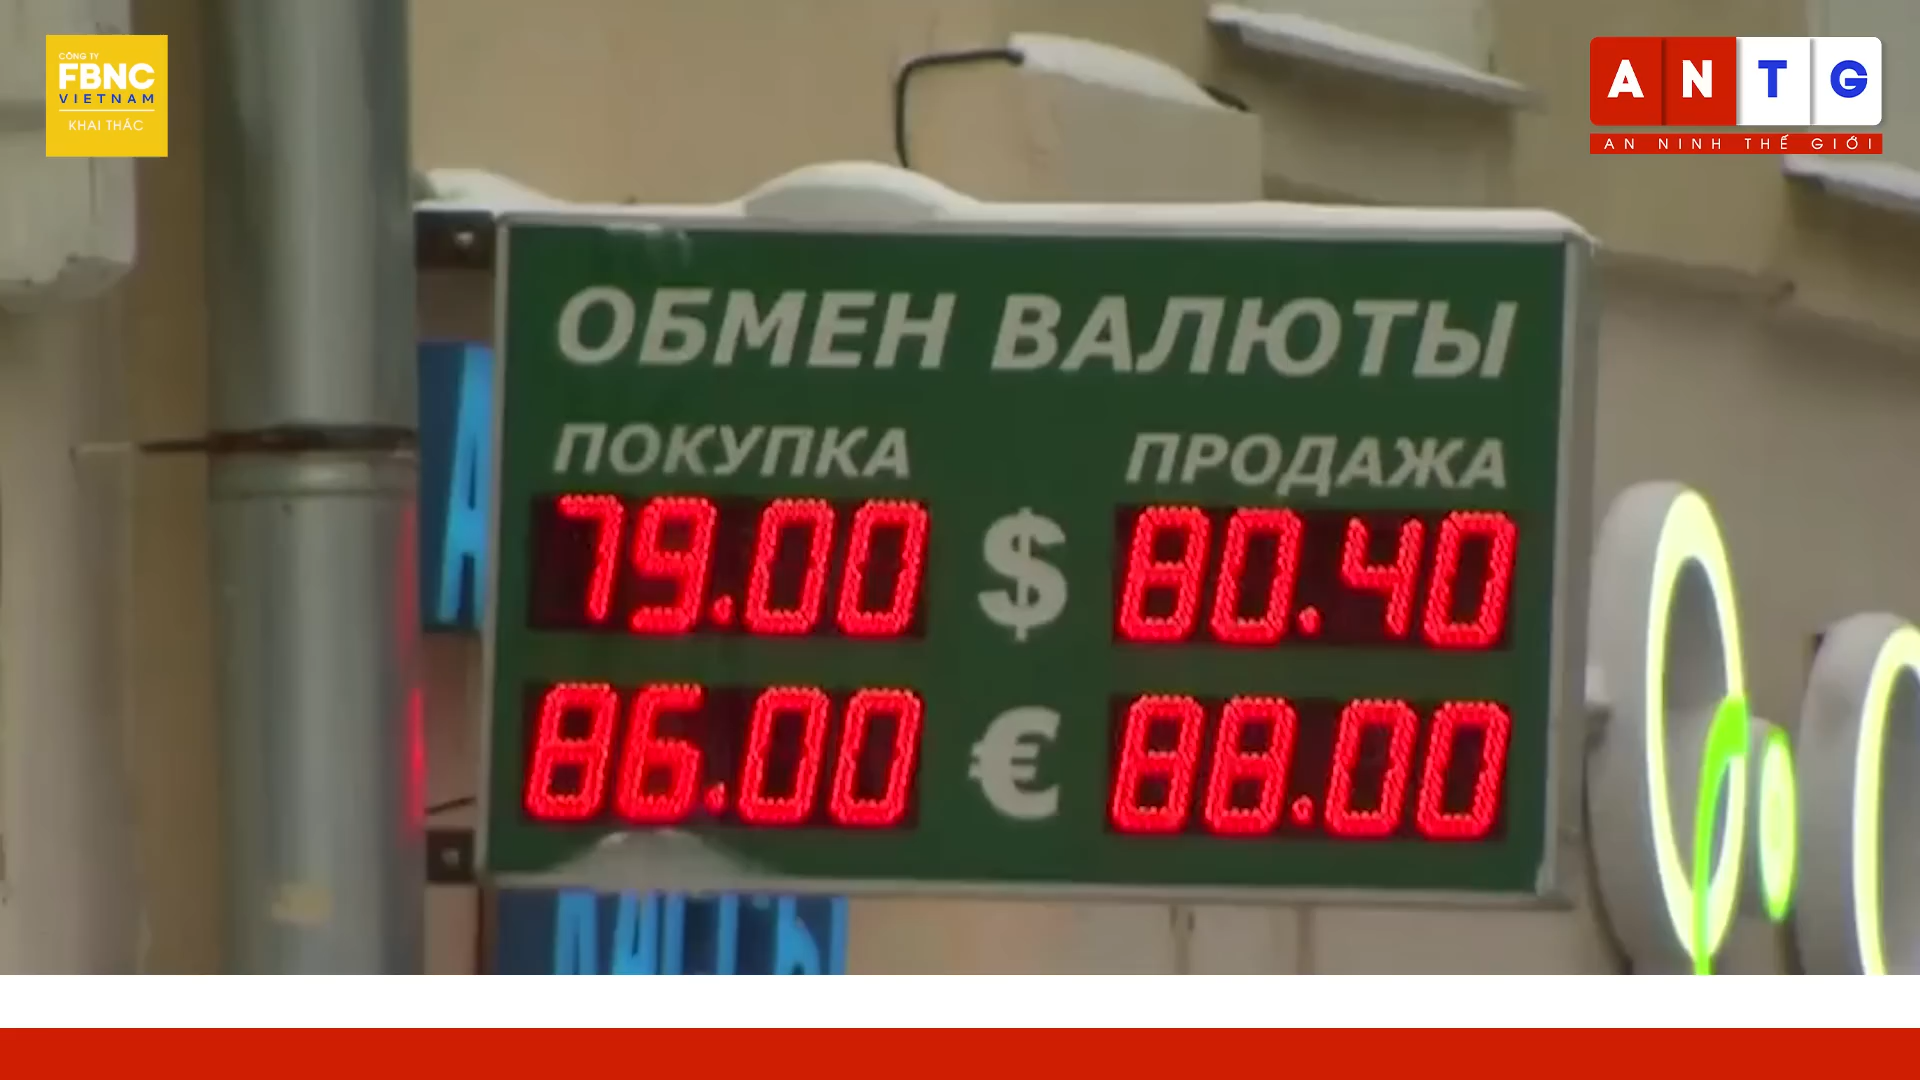 CÔNG TY
FBNC
VIETNAM
KHAI THÁC
ANTG
AN NINH THẾ GIỚI
ОБМЕН ВАЛЮТЫ
ПОКУПКА ПРОДАЖА
79.00 $ 80.40
86.00 € 88.00